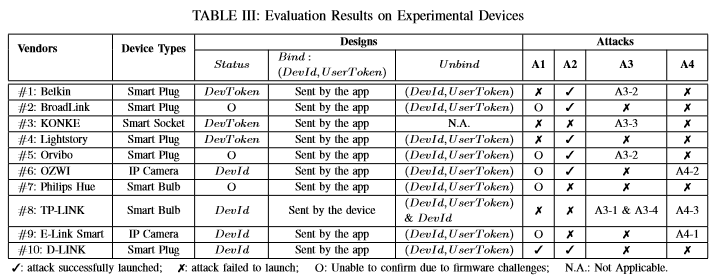 TABLE III: Evaluation Results on Experimental Devices
Vendors Device Types Designs Attacks
Status Bind : (DevId, UserToken) Unbind A1 A2 A3 A4
#1: Belkin Smart Plug DevToken Sent by the app (DevId, UserToken) ✗ ✓ A3-2 ✗
#2: BroadLink Smart Plug O Sent by the app (DevId, UserToken) O ✓ ✗ ✗
#3: KONKE Smart Socket DevToken Sent by the app N.A. ✗ ✗ A3-3 ✗
#4: Lightstory Smart Plug DevToken Sent by the app (DevId, UserToken) ✗ ✓ ✗ ✗
#5: Orvibo Smart Plug O Sent by the app (DevId, UserToken) O ✓ A3-2 ✗
#6: OZWI IP Camera DevId Sent by the app (DevId, UserToken) O ✓ ✗ A4-2
#7: Philips Hue Smart Bulb O Sent by the app (DevId, UserToken) O ✗ ✗ ✗
#8: TP-LINK Smart Bulb DevId Sent by the device (DevId, UserToken) & DevId ✗ ✗ A3-1 & A3-4 A4-3
#9: E-Link Smart IP Camera DevId Sent by the app (DevId, UserToken) O ✗ ✗ A4-1
#10: D-LINK Smart Plug DevId Sent by the app (DevId, UserToken) ✓ ✓ ✗ ✗
✓: attack successfully launched; ✗: attack failed to launch; O: Unable to confirm due to firmware challenges; N.A.: Not Applicable.